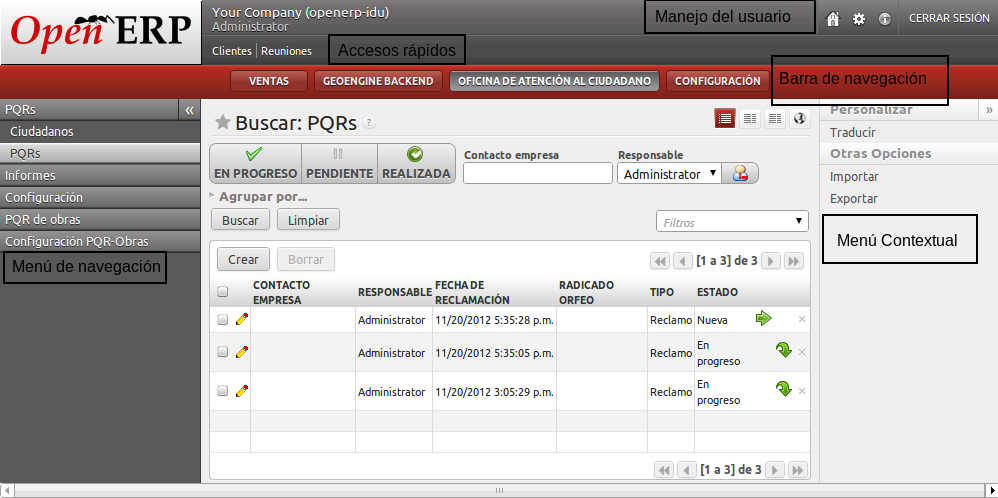 Open ERP
Your Company (openerp-idu)
Administrator
Clientes Reuniones
Accesos rápidos
Manejo del usuario
CERRAR SESIÓN
VENTAS GEOENGINE BACKEND OFICINA DE ATENCIÓN AL CIUDADANO CONFIGURACIÓN
Barra de navegación
PQRs «
Ciudadanos
PQRs
Informes
Configuración
PQR de obras
Configuración PQR-Obras
Menú de navegación
Buscar: PQRs ?
EN PROGRESO PENDIENTE REALIZADA
Contacto empresa
Responsable
Administrator
Agrupar por...
Buscar Limpiar
Filtros
Crear Borrar
[1 a 3] de 3
CONTACTO EMPRESA RESPONSABLE FECHA DE RECLAMACIÓN RADICADO ORFEO TIPO ESTADO
Administrator 11/20/2012 5:35:28 p.m. Reclamo Nueva
Administrator 11/20/2012 5:35:05 p.m. Reclamo En progreso
Administrator 11/20/2012 3:05:29 p.m. Reclamo En progreso
[1 a 3] de 3
Personalizar »
Traducir
Otras Opciones
Importar
Exportar
Menú Contextual